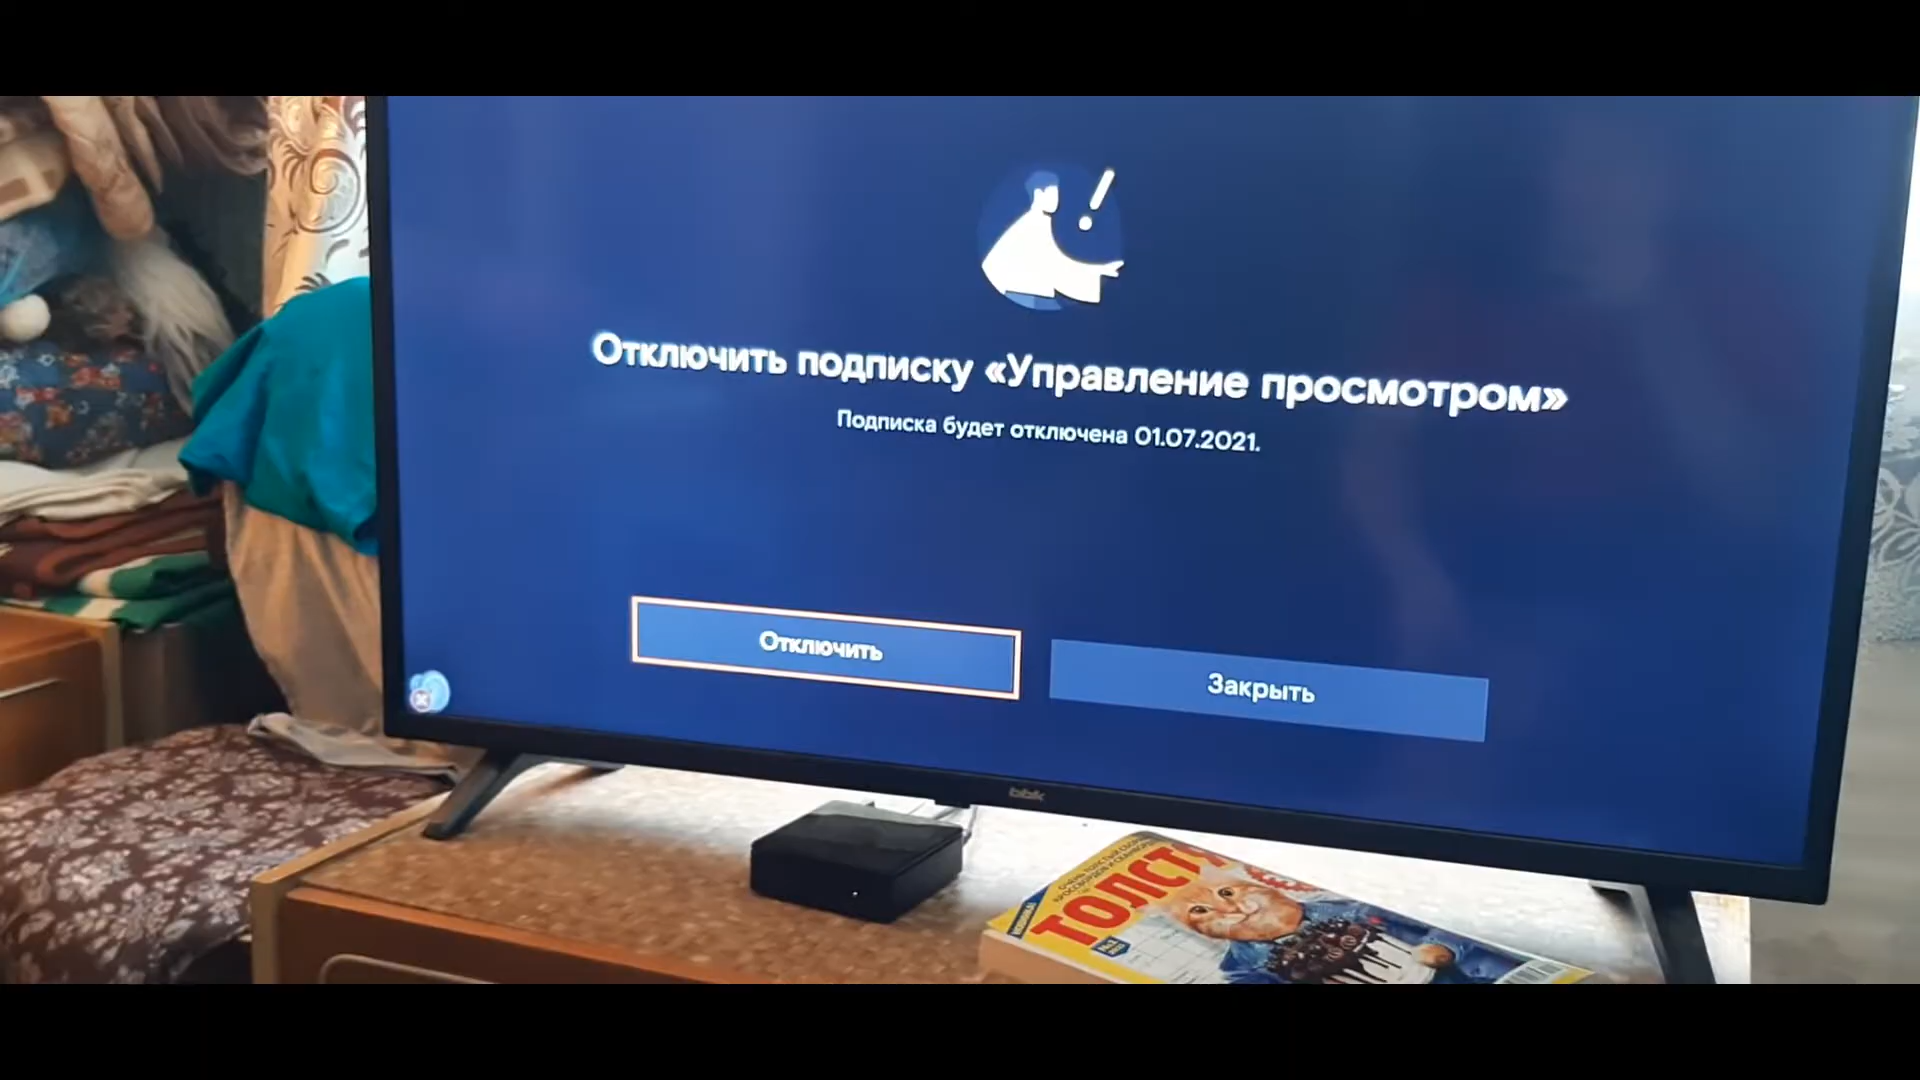 Отключить подписку «Управление просмотром»
Подписка будет отключена 01.07.2021.
Отключить
Закрыть
bbk
ТОЛСТ